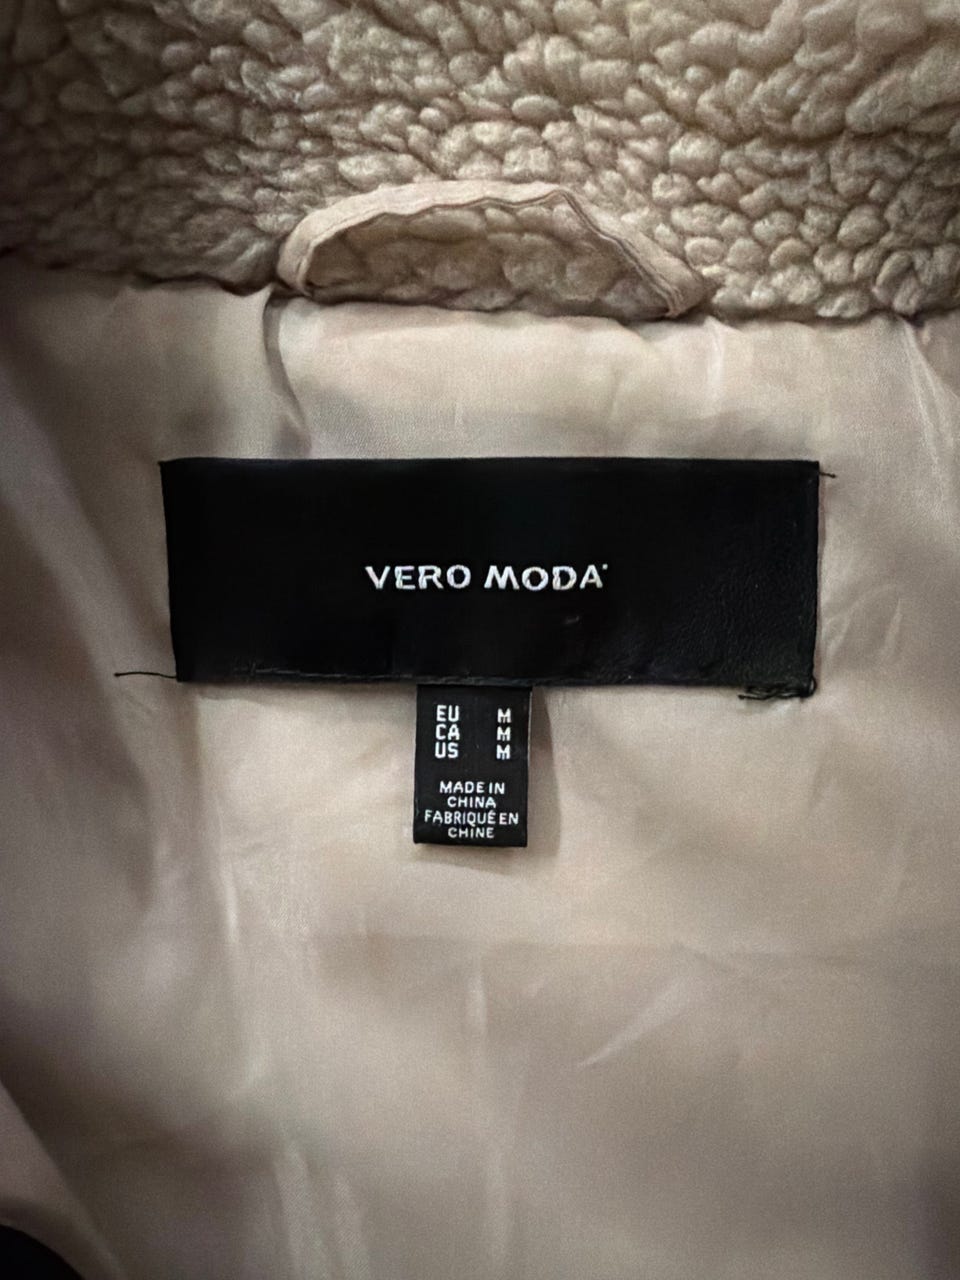 VERO MODA
EU M
CA M
US M
MADE IN
CHINA
FABRIQUÉ EN
CHINE